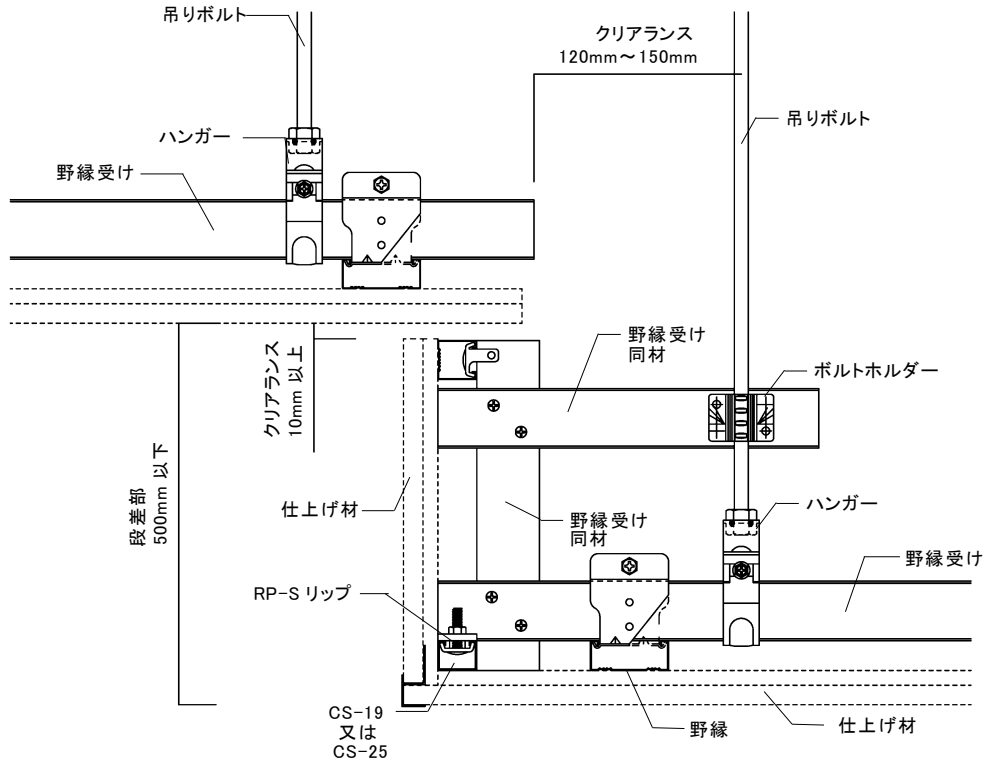 吊りボルト
クリアランス
120mm～150mm
吊りボルト
ハンガー
野縁受け
野縁受け
同材
ボルトホルダー
クリアランス
10mm 以上
段差部
500mm 以下
仕上げ材
ハンガー
野縁受け
同材
野縁受け
RP-S リップ
CS-19
又は
CS-25
野縁
仕上げ材